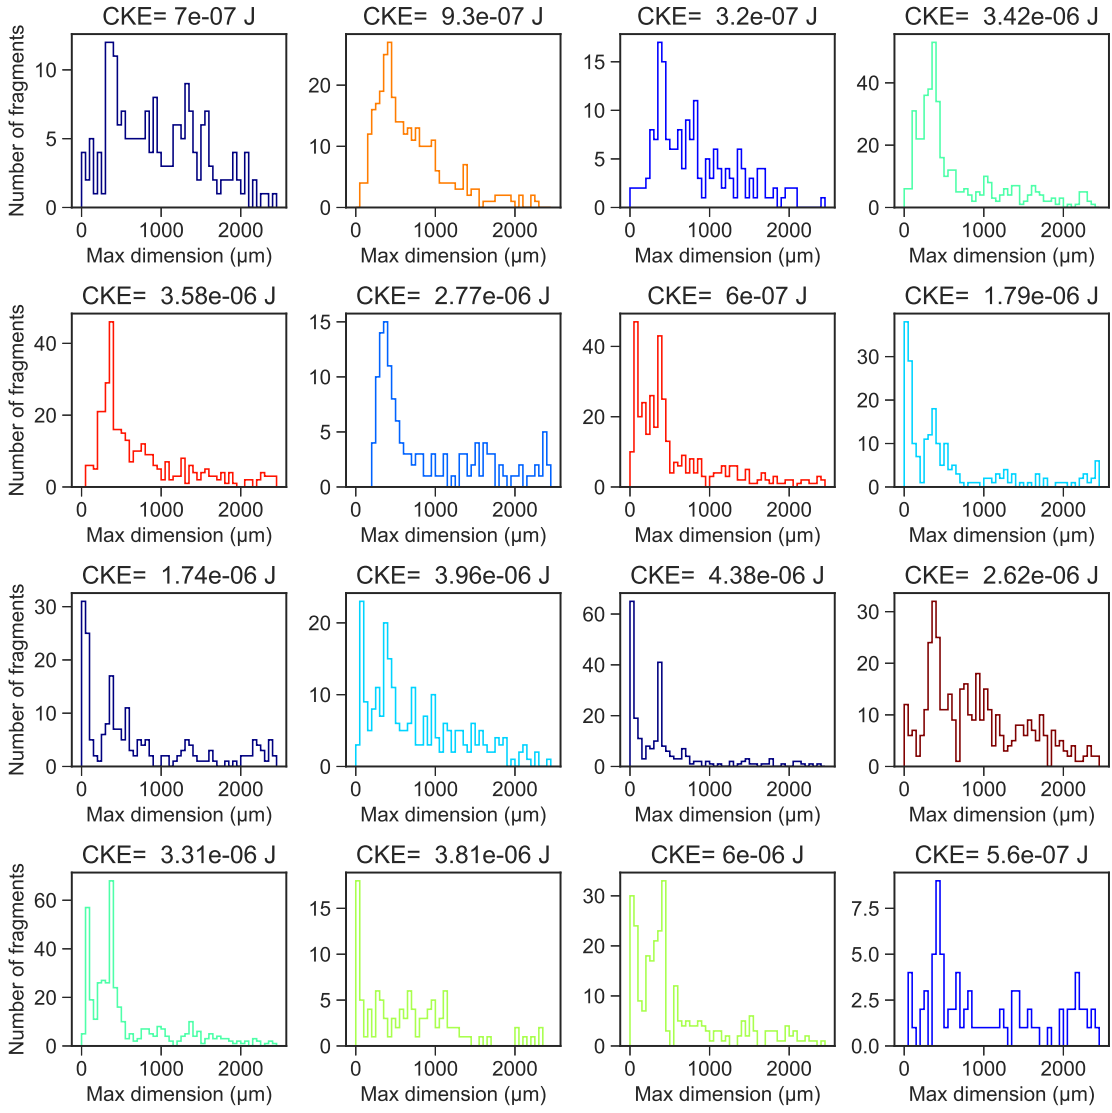 CKE= 7e-07 J
CKE=  9.3e-07 J
CKE=  3.2e-07 J
CKE=  3.42e-06 J
Number of fragments
10
5
0
0 1000 2000
Max dimension (µm)
20
10
0
0 1000 2000
Max dimension (µm)
15
10
5
0
0 1000 2000
Max dimension (µm)
40
20
0
0 1000 2000
Max dimension (µm)
CKE=  3.58e-06 J
CKE=  2.77e-06 J
CKE= 6e-07 J
CKE=  1.79e-06 J
Number of fragments
40
20
0
0 1000 2000
Max dimension (µm)
15
10
5
0
0 1000 2000
Max dimension (µm)
40
20
0
0 1000 2000
Max dimension (µm)
30
20
10
0
0 1000 2000
Max dimension (µm)
CKE=  1.74e-06 J
CKE=  3.96e-06 J
CKE=  4.38e-06 J
CKE=  2.62e-06 J
Number of fragments
30
20
10
0
0 1000 2000
Max dimension (µm)
20
10
0
0 1000 2000
Max dimension (µm)
60
40
20
0
0 1000 2000
Max dimension (µm)
30
20
10
0
0 1000 2000
Max dimension (µm)
CKE=  3.31e-06 J
CKE=  3.81e-06 J
CKE= 6e-06 J
CKE= 5.6e-07 J
Number of fragments
60
40
20
0
0 1000 2000
Max dimension (µm)
15
10
5
0
0 1000 2000
Max dimension (µm)
30
20
10
0
0 1000 2000
Max dimension (µm)
7.5
5.0
2.5
0.0
0 1000 2000
Max dimension (µm)